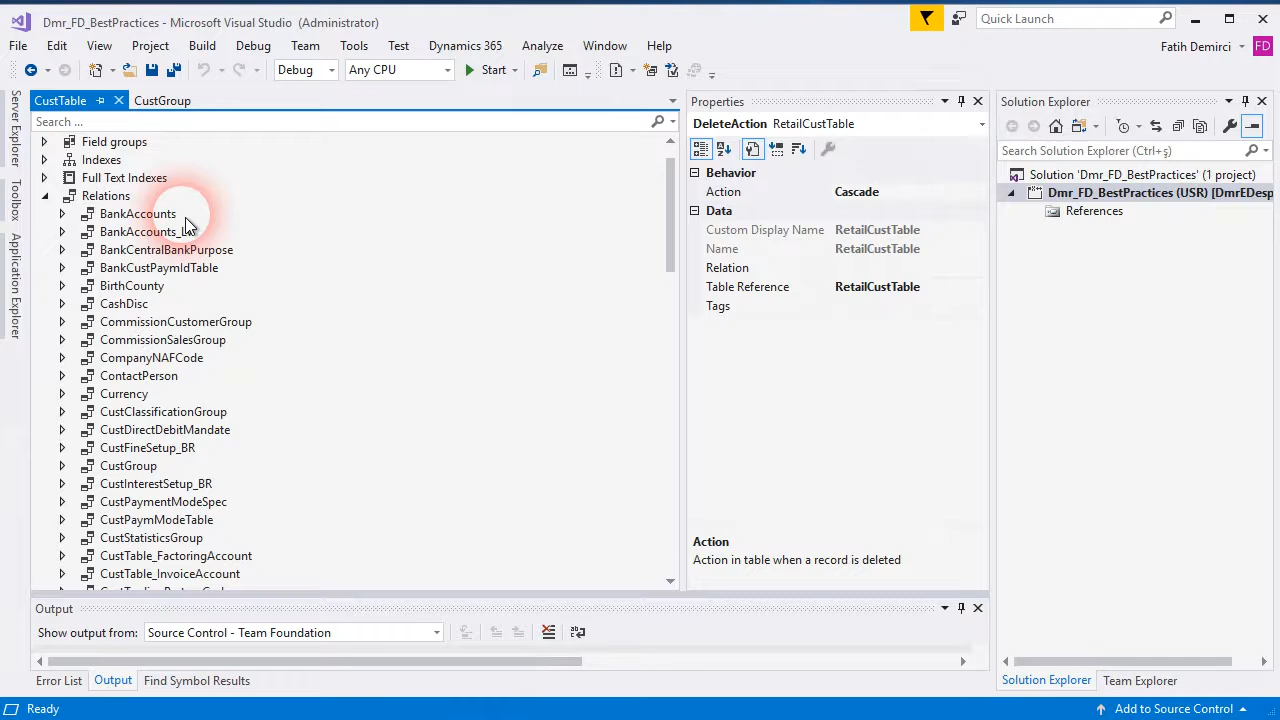 Dmr_FD_BestPractices - Microsoft Visual Studio (Administrator)
Quick Launch
File Edit View Project Build Debug Team Tools Test Dynamics 365 Analyze Window Help
Fatih Demirci FD
Debug Any CPU Start
Server Explorer
Toolbox
Application Explorer
CustTable CustGroup
Search ...
Field groups
Indexes
Full Text Indexes
Relations
BankAccounts
BankAccounts_
BankCentralBankPurpose
BankCustPaymIdTable
BirthCounty
CashDisc
CommissionCustomerGroup
CommissionSalesGroup
CompanyNAFCode
ContactPerson
Currency
CustClassificationGroup
CustDirectDebitMandate
CustFineSetup_BR
CustGroup
CustInterestSetup_BR
CustPaymentModeSpec
CustPaymModeTable
CustStatisticsGroup
CustTable_FactoringAccount
CustTable_InvoiceAccount
Properties
DeleteAction RetailCustTable
Behavior
Action Cascade
Data
Custom Display Name RetailCustTable
Name RetailCustTable
Relation
Table Reference RetailCustTable
Tags
Action
Action in table when a record is deleted
Solution Explorer
Search Solution Explorer (Ctrl+ş)
Solution 'Dmr_FD_BestPractices' (1 project)
Dmr_FD_BestPractices (USR) [DmrEDesp
References
Output
Show output from: Source Control - Team Foundation
Error List Output Find Symbol Results
Solution Explorer Team Explorer
Ready
Add to Source Control